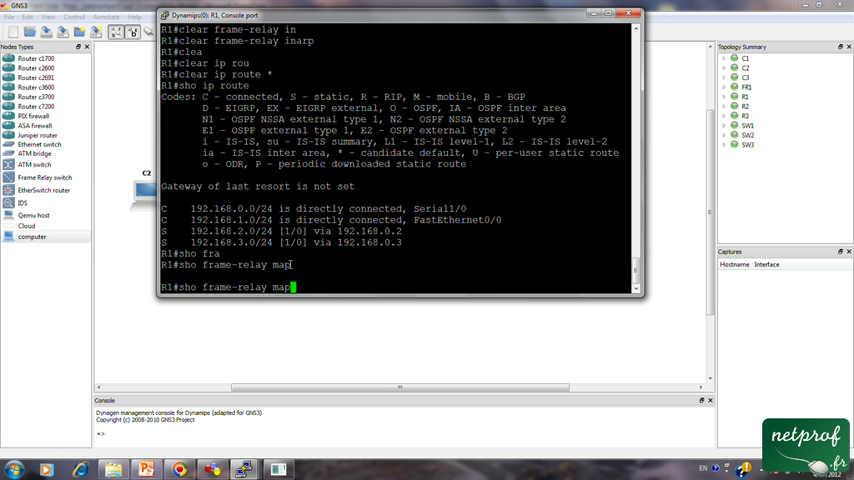 GNS3
File Edit View Control Annotate Help
Dynamips(0): R1, Console port
Nodes Types
Router c1700
Router c2600
Router c2691
Router c3600
Router c3700
Router c7200
PIX firewall
ASA firewall
Juniper router
Ethernet switch
ATM bridge
ATM switch
Frame Relay switch
EtherSwitch router
IDS
Qemu host
Cloud
computer
C2
R1#clear frame-relay in
R1#clear frame-relay inarp
R1#clea
R1#clear ip rou
R1#clear ip route *
R1#sho ip route
Codes: C - connected, S - static, R - RIP, M - mobile, B - BGP
D - EIGRP, EX - EIGRP external, O - OSPF, IA - OSPF inter area
N1 - OSPF NSSA external type 1, N2 - OSPF NSSA external type 2
E1 - OSPF external type 1, E2 - OSPF external type 2
i - IS-IS, su - IS-IS summary, L1 - IS-IS level-1, L2 - IS-IS level-2
ia - IS-IS inter area, * - candidate default, U - per-user static route
o - ODR, P - periodic downloaded static route
Gateway of last resort is not set
C 192.168.0.0/24 is directly connected, Serial1/0
C 192.168.1.0/24 is directly connected, FastEthernet0/0
S 192.168.2.0/24 [1/0] via 192.168.0.2
S 192.168.3.0/24 [1/0] via 192.168.0.3
R1#sho fra
R1#sho frame-relay map
R1#sho frame-relay map
Topology Summary
C1
C2
C3
FR1
R1
R2
R3
SW1
SW2
SW3
Captures
Hostname Interface
Console
Dynagen management console for Dynamips (adapted for GNS3)
Copyright (c) 2008-2010 GNS3 Project
=>
EN
netprof
.fr